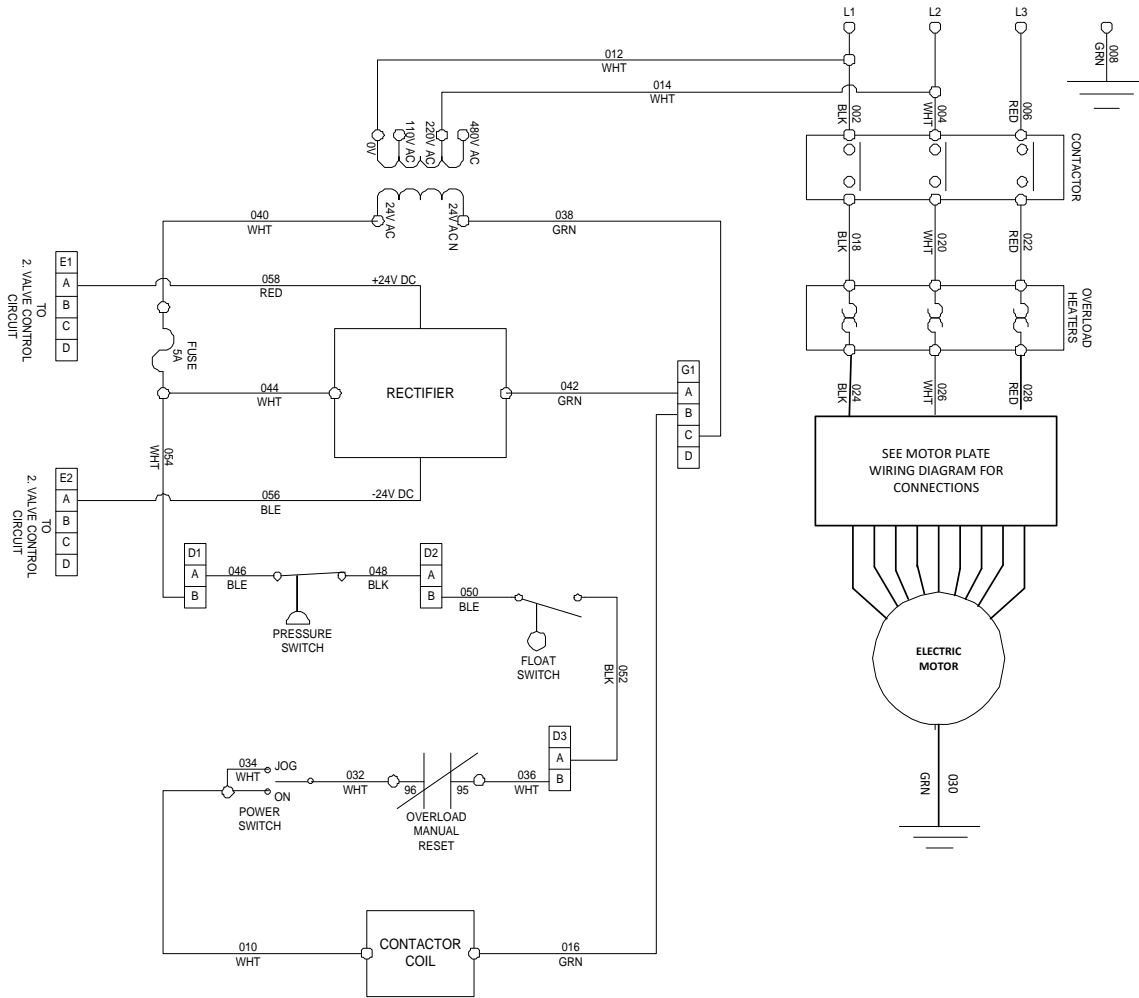 L1
L2
L3
012
WHT
014
WHT
008
GRN
002
BLK
004
WHT
006
RED
CONTACTOR
0V
110V AC
220V AC
480V AC
24V AC
24V AC N
040
WHT
038
GRN
018
BLK
020
WHT
022
RED
OVERLOAD
HEATERS
E1
A
B
C
D
TO
2. VALVE CONTROL
CIRCUIT
058
RED
+24V DC
FUSE
5A
044
WHT
RECTIFIER
042
GRN
G1
A
B
C
D
024
BLK
026
WHT
028
RED
SEE MOTOR PLATE
WIRING DIAGRAM FOR
CONNECTIONS
054
WHT
E2
A
B
C
D
TO
2. VALVE CONTROL
CIRCUIT
056
BLE
-24V DC
D1
A
B
046
BLE
PRESSURE
SWITCH
048
BLK
D2
A
B
050
BLE
FLOAT
SWITCH
052
BLK
ELECTRIC
MOTOR
030
GRN
D3
A
B
034
WHT
JOG
ON
POWER
SWITCH
032
WHT
96
95
OVERLOAD
MANUAL
RESET
036
WHT
010
WHT
CONTACTOR
COIL
016
GRN